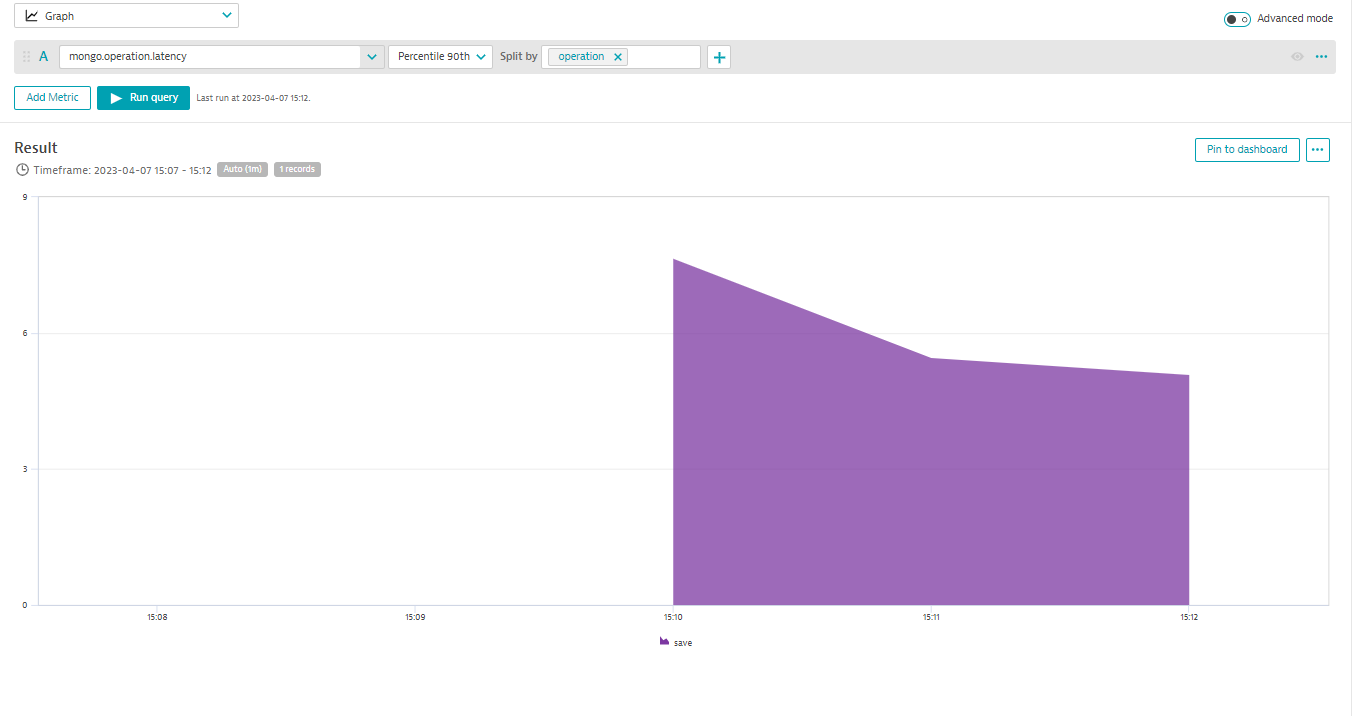 Graph
Advanced mode
A mongo.operation.latency Percentile 90th Split by operation
Add Metric Run query Last run at 2023-04-07 15:12.
Result
Pin to dashboard
Timeframe: 2023-04-07 15:07 - 15:12 Auto (1m) 1 records
9
6
3
0
15:08 15:09 15:10 15:11 15:12
save